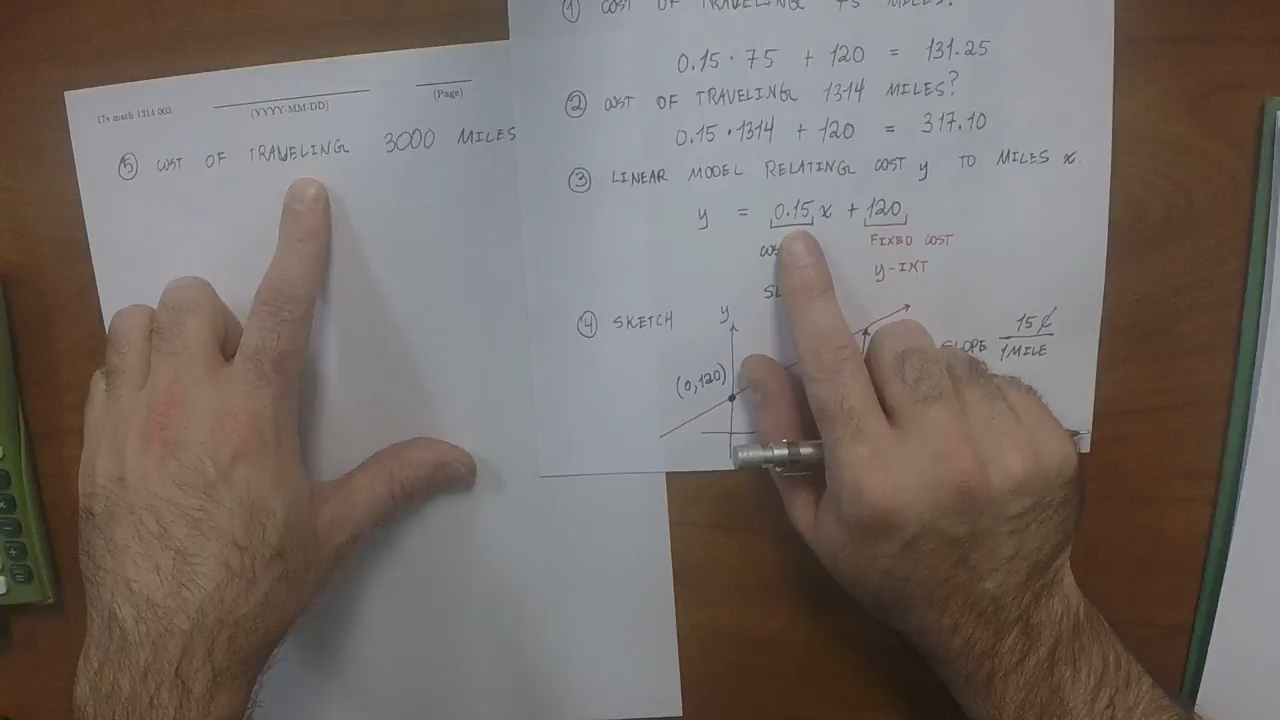 17s math 1314 003
(YYYY-MM-DD)
(Page)
⑤ COST OF TRAVELING 3000 MILES
① COST OF TRAVELING 75 MILES?
0.15 · 75 + 120 = 131.25
② COST OF TRAVELING 1314 MILES?
0.15 · 1314 + 120 = 317.10
③ LINEAR MODEL RELATING COST y TO MILES x.
y = 0.15 x + 120
FIXED COST
y-INT
④ SKETCH
y
(0,120)
SLOPE 15¢
1 MILE